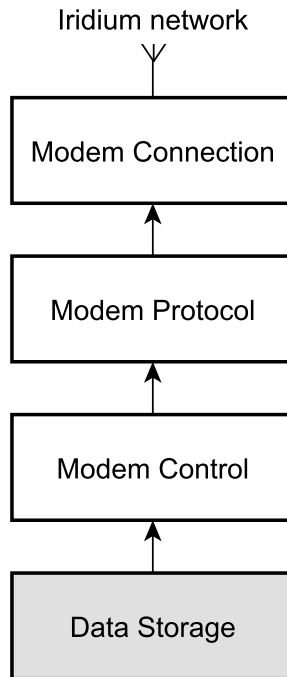 Iridium network
Modem Connection
Modem Protocol
Modem Control
Data Storage